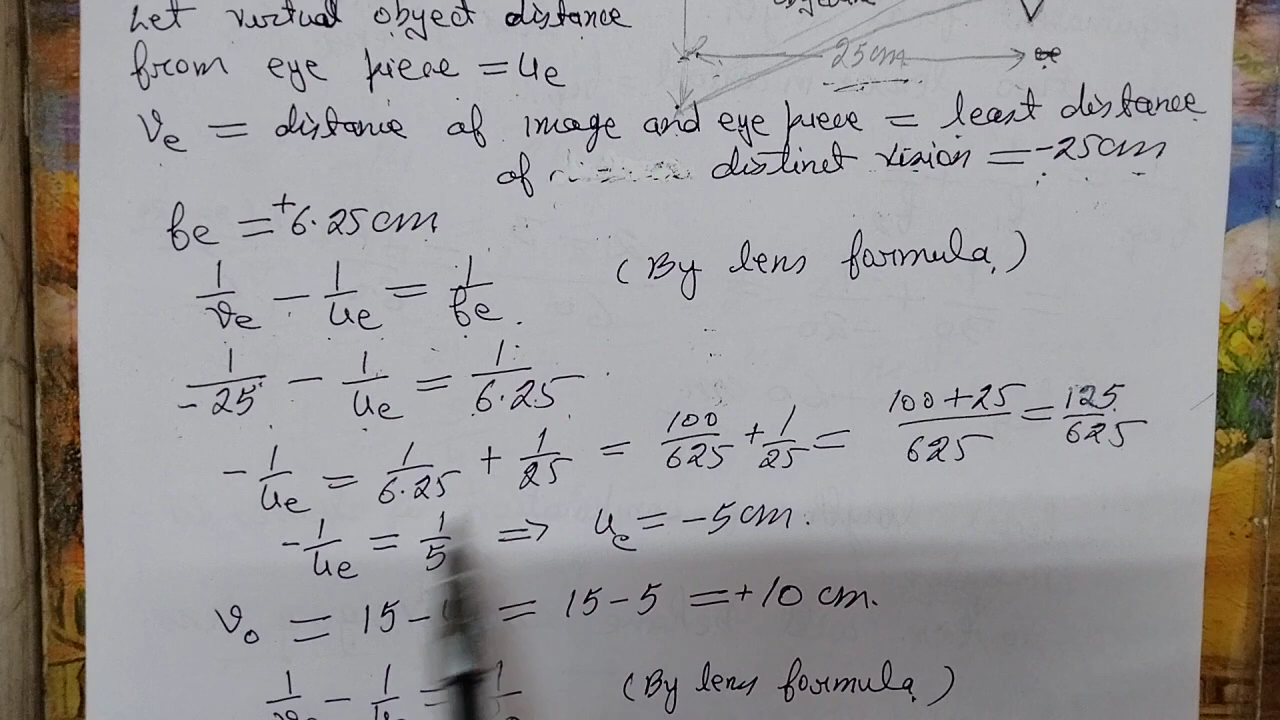 Let virtual object distance
from eye piece = ue
25cm
ve = distance of image and eye piece = least distance
of distinct vision = -25cm
fe = +6.25cm
1/ve - 1/ue = 1/fe. (By lens formula)
1/-25 - 1/ue = 1/6.25
-1/ue = 1/6.25 + 1/25 = 100/625 + 1/25 = 100+25/625 = 125/625
-1/ue = 1/5 => ue = -5cm.
vo = 15- = 15-5 = +10 cm.
(By lens formula)